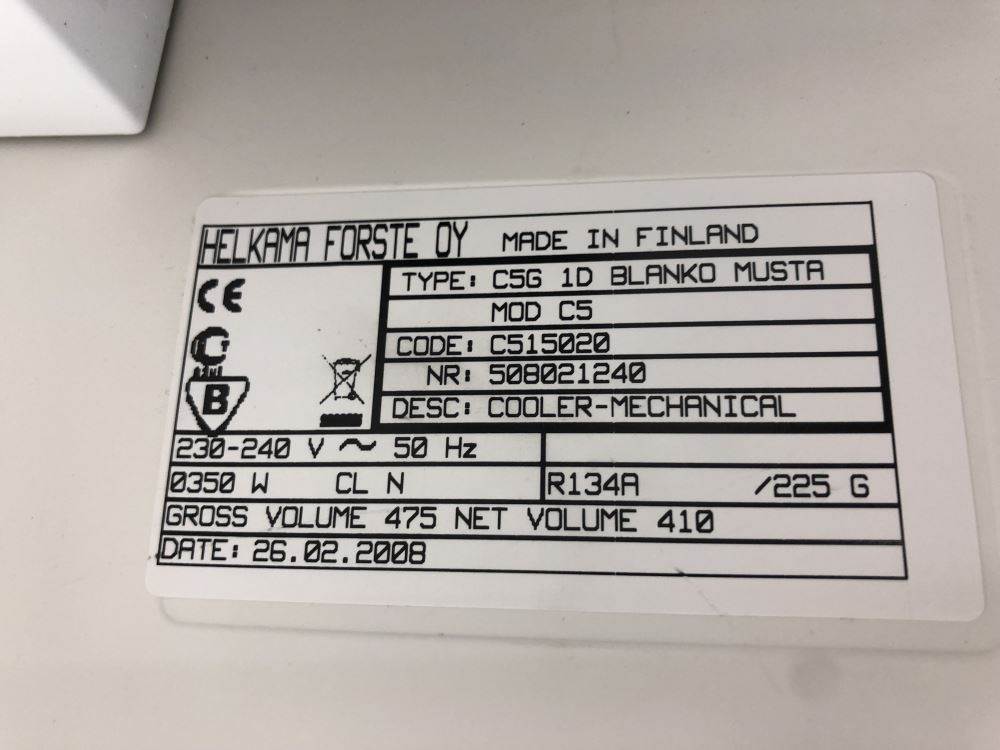 HELKAMA FORSTE OY MADE IN FINLAND
TYPE: C5G 1D BLANKO MUSTA
MOD C5
CE
CODE: C515020
NR: 508021240
B
DESC: COOLER-MECHANICAL
230-240 V ~ 50 Hz
0350 W CL N R134A /225 G
GROSS VOLUME 475 NET VOLUME 410
DATE: 26.02.2008